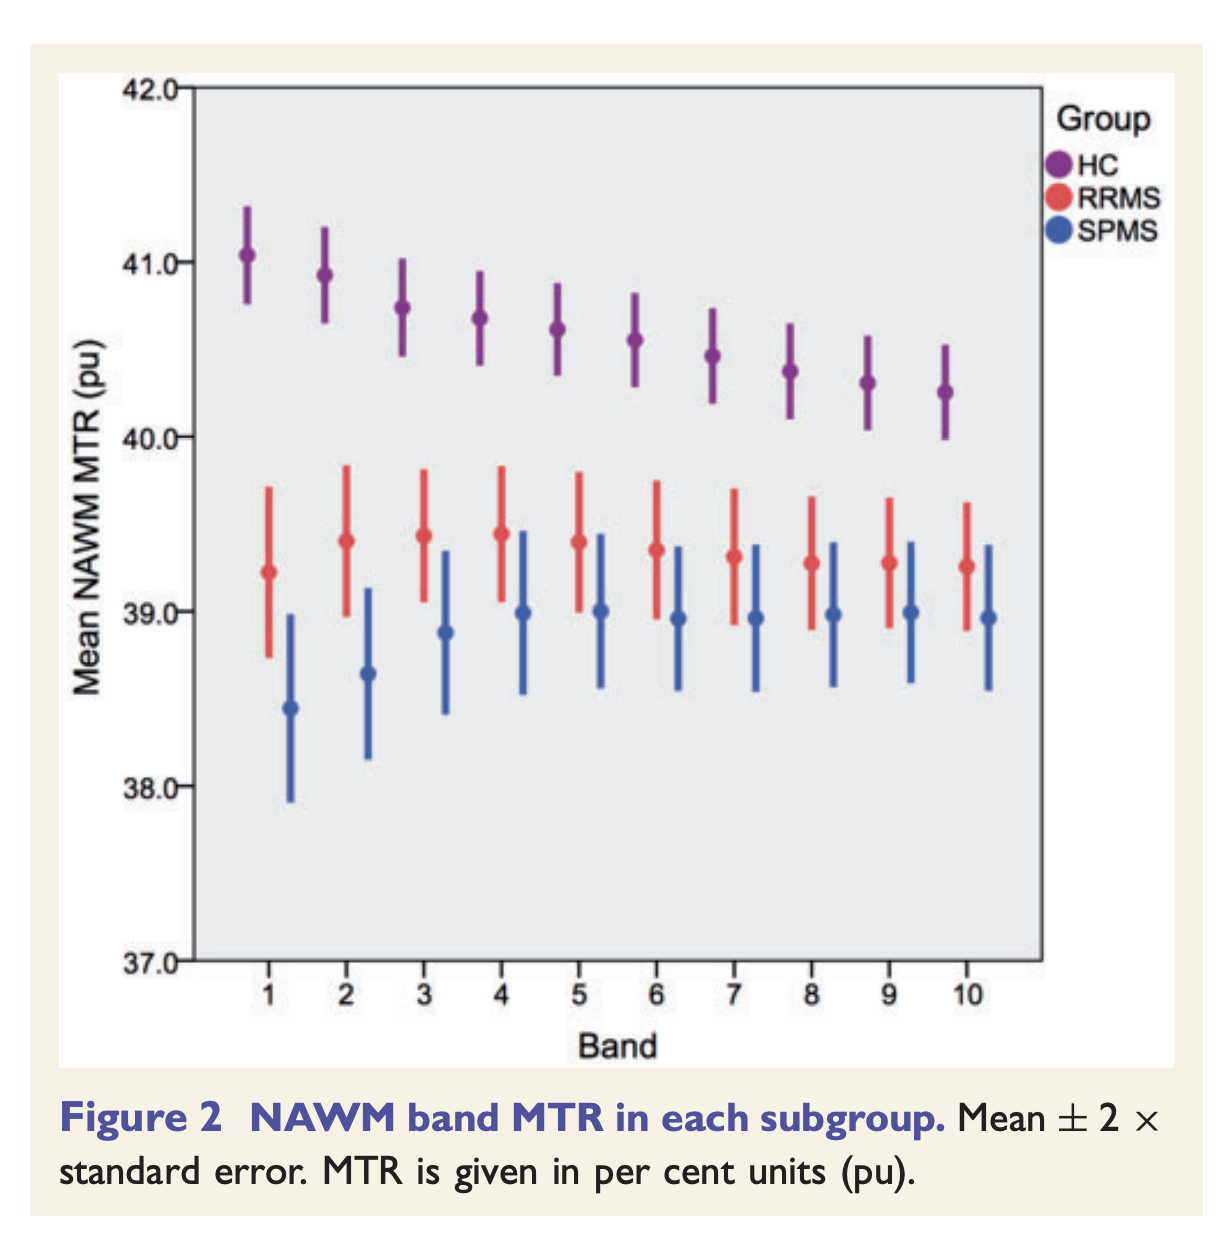 42.0
41.0
40.0
39.0
38.0
37.0
Mean NAWM MTR (pu)
1 2 3 4 5 6 7 8 9 10
Band
Group
HC
RRMS
SPMS
Figure 2 NAWM band MTR in each subgroup. Mean ± 2 ×
standard error. MTR is given in per cent units (pu).